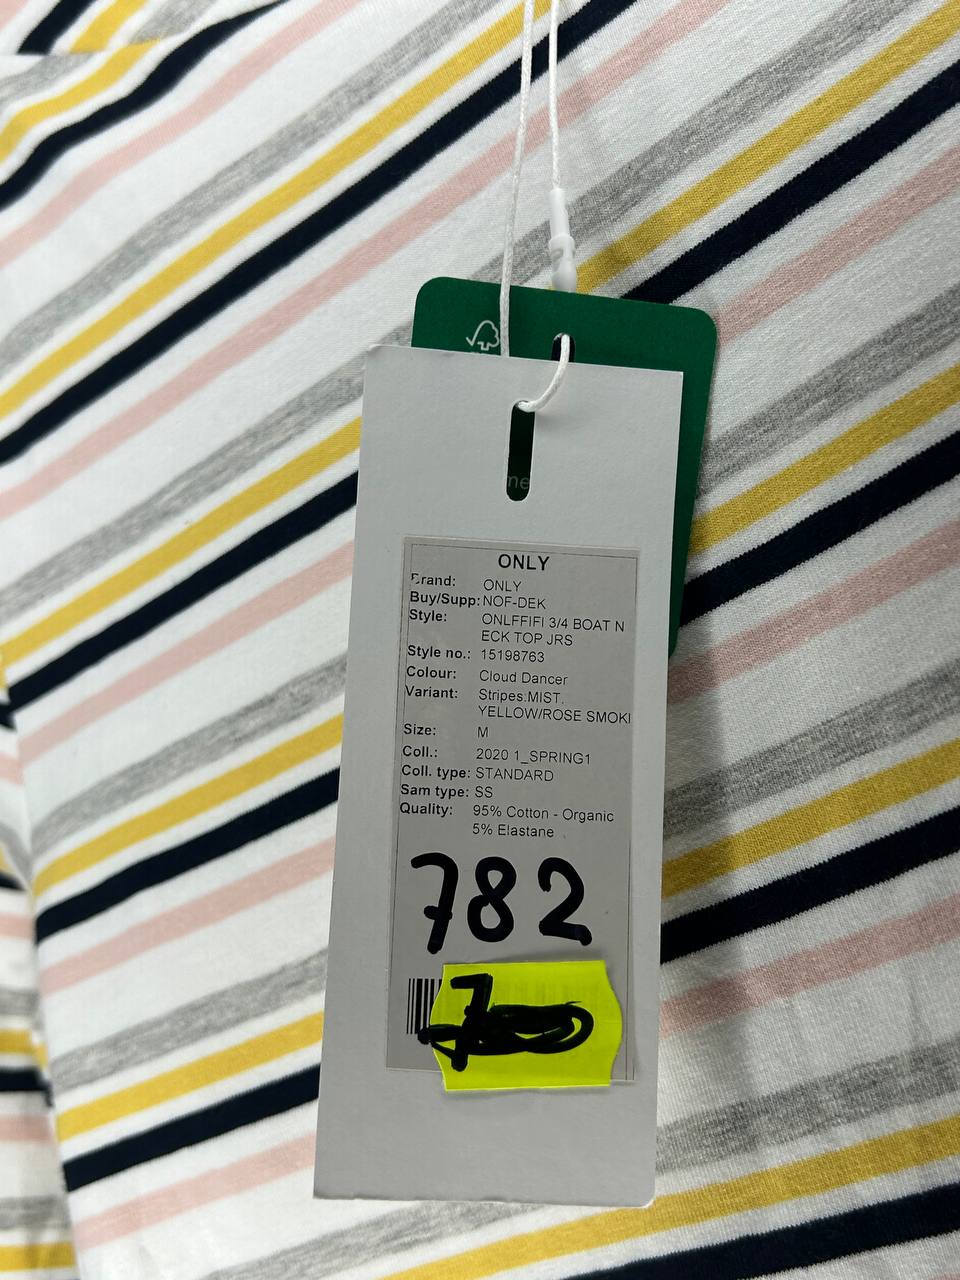 ne
ONLY
Brand: ONLY
Buy/Supp: NOF-DEK
Style: ONLFFIFI 3/4 BOAT N
ECK TOP JRS
Style no.: 15198763
Colour: Cloud Dancer
Variant: Stripes:MIST.
YELLOW/ROSE SMOKI
Size: M
Coll.: 2020 1_SPRING1
Coll. type: STANDARD
Sam type: SS
Quality: 95% Cotton - Organic
5% Elastane
782